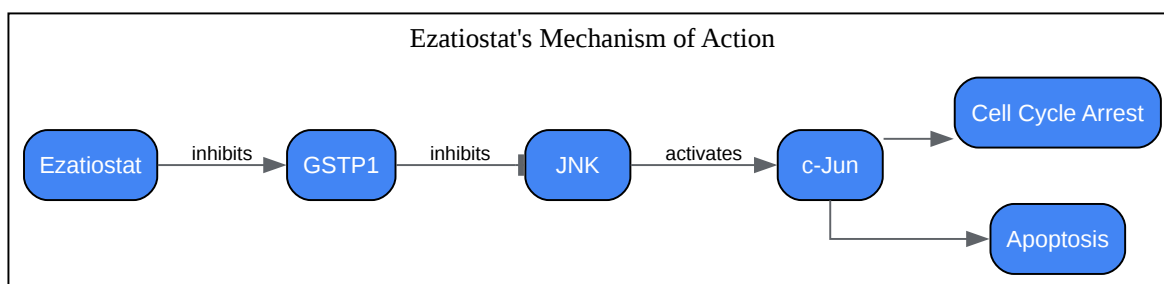 Ezatiostat's Mechanism of Action
Cell Cycle Arrest
Ezatiostat
inhibits
GSTP1
inhibits
JNK
activates
c-Jun
Apoptosis